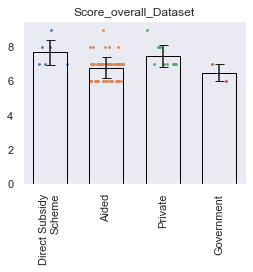 Score_overall_Dataset
8
6
4
2
0
Direct Subsidy
Scheme
Aided
Private
Government